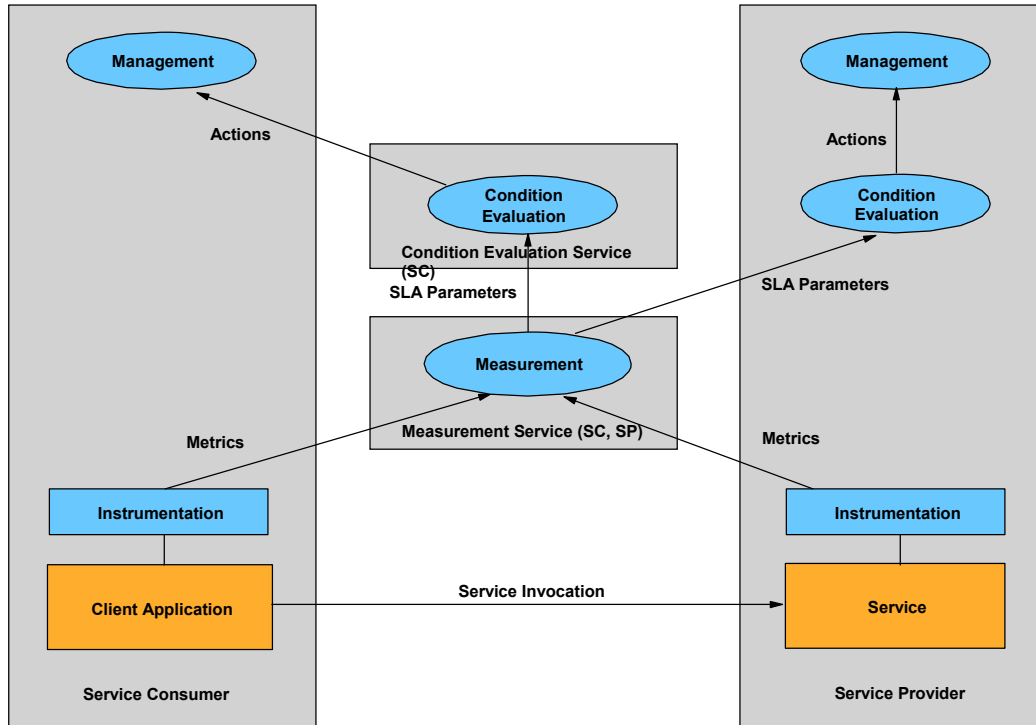 Management
Management
Actions
Actions
Condition
Evaluation
Condition
Evaluation
Condition Evaluation Service
(SC)
SLA Parameters
SLA Parameters
Measurement
Measurement Service (SC, SP)
Metrics
Metrics
Instrumentation
Instrumentation
Service Invocation
Client Application
Service
Service Consumer
Service Provider